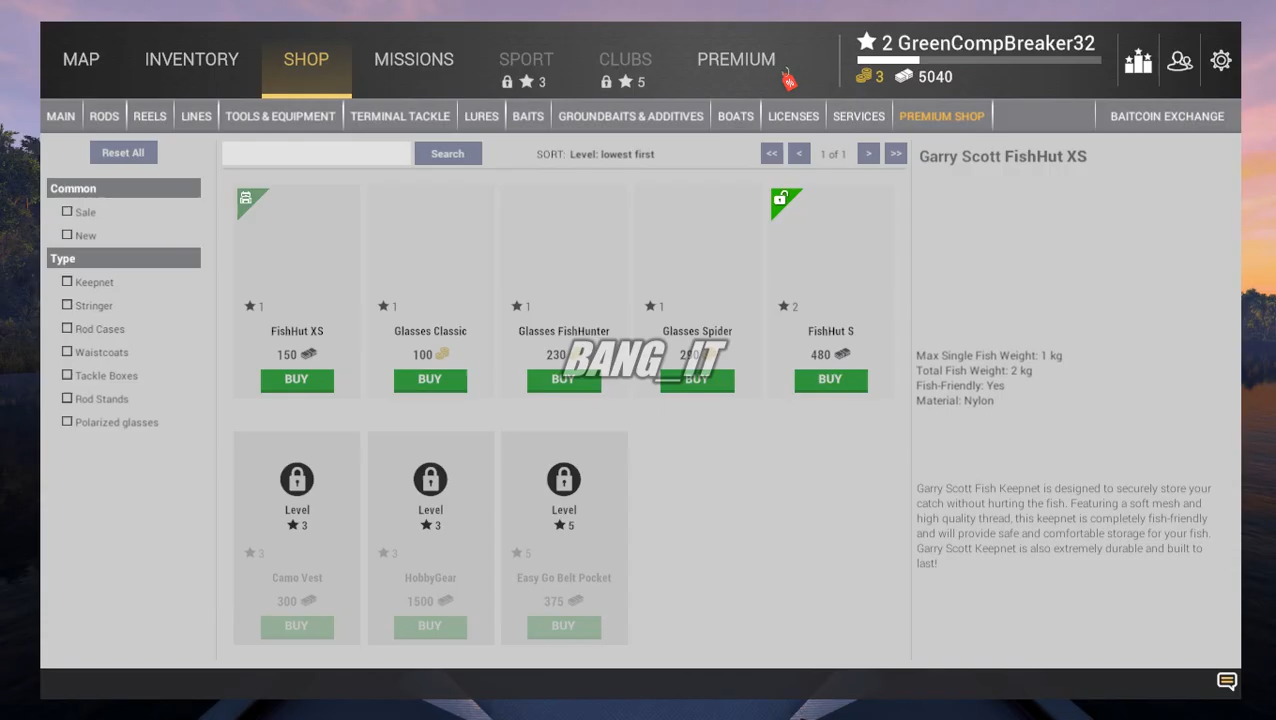 MAP INVENTORY SHOP MISSIONS SPORT CLUBS PREMIUM 2 GreenCompBreaker32
3 5 % 3 5040
MAIN RODS REELS LINES TOOLS & EQUIPMENT TERMINAL TACKLE LURES BAITS GROUNDBAITS & ADDITIVES BOATS LICENSES SERVICES PREMIUM SHOP BAITCOIN EXCHANGE
Reset All
Search
SORT: Level: lowest first
<< < 1 of 1 > >>
Common
Sale
New
Type
Keepnet
Stringer
Rod Cases
Waistcoats
Tackle Boxes
Rod Stands
Polarized glasses
1 1 1 1 2
FishHut XS Glasses Classic Glasses FishHunter Glasses Spider FishHut S
150 100 230 290 480
BANG_IT
BUY BUY BUY BUY BUY
Level Level Level
3 3 5
3 3 5
Camo Vest HobbyGear Easy Go Belt Pocket
300 1500 375
BUY BUY BUY
Garry Scott FishHut XS
Max Single Fish Weight: 1 kg
Total Fish Weight: 2 kg
Fish-Friendly: Yes
Material: Nylon
Garry Scott Fish Keepnet is designed to securely store your
catch without hurting the fish. Featuring a soft mesh and
high quality thread, this keepnet is completely fish-friendly
and will provide safe and comfortable storage for your fish.
Garry Scott Keepnet is also extremely durable and built to
last!